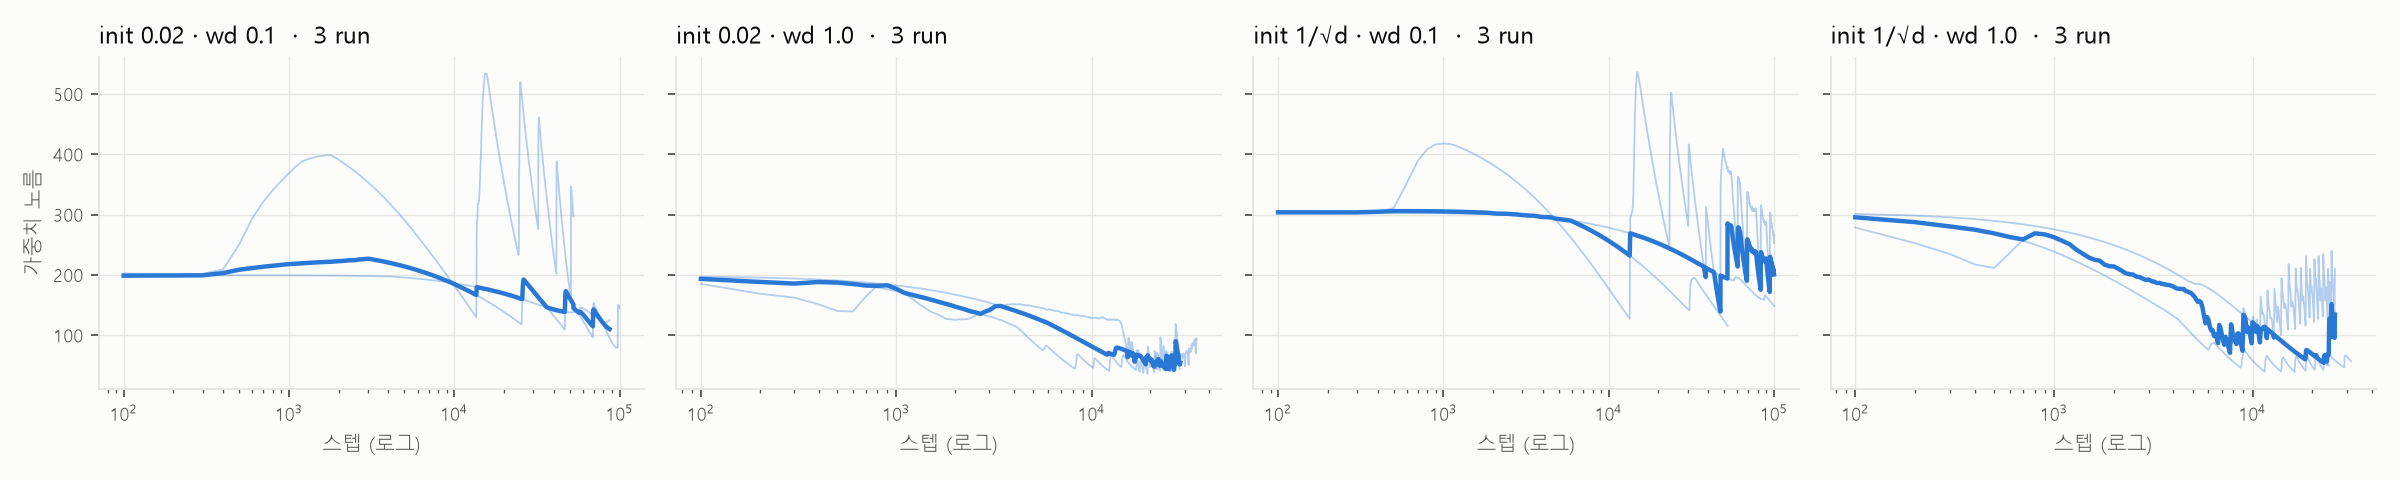 init 0.02 · wd 0.1 · 3 run
init 0.02 · wd 1.0 · 3 run
init 1/√d · wd 0.1 · 3 run
init 1/√d · wd 1.0 · 3 run
가중치 노름
500
400
300
200
100
10² 10³ 10⁴ 10⁵
10² 10³ 10⁴
10² 10³ 10⁴ 10⁵
10² 10³ 10⁴
스텝 (로그)
스텝 (로그)
스텝 (로그)
스텝 (로그)